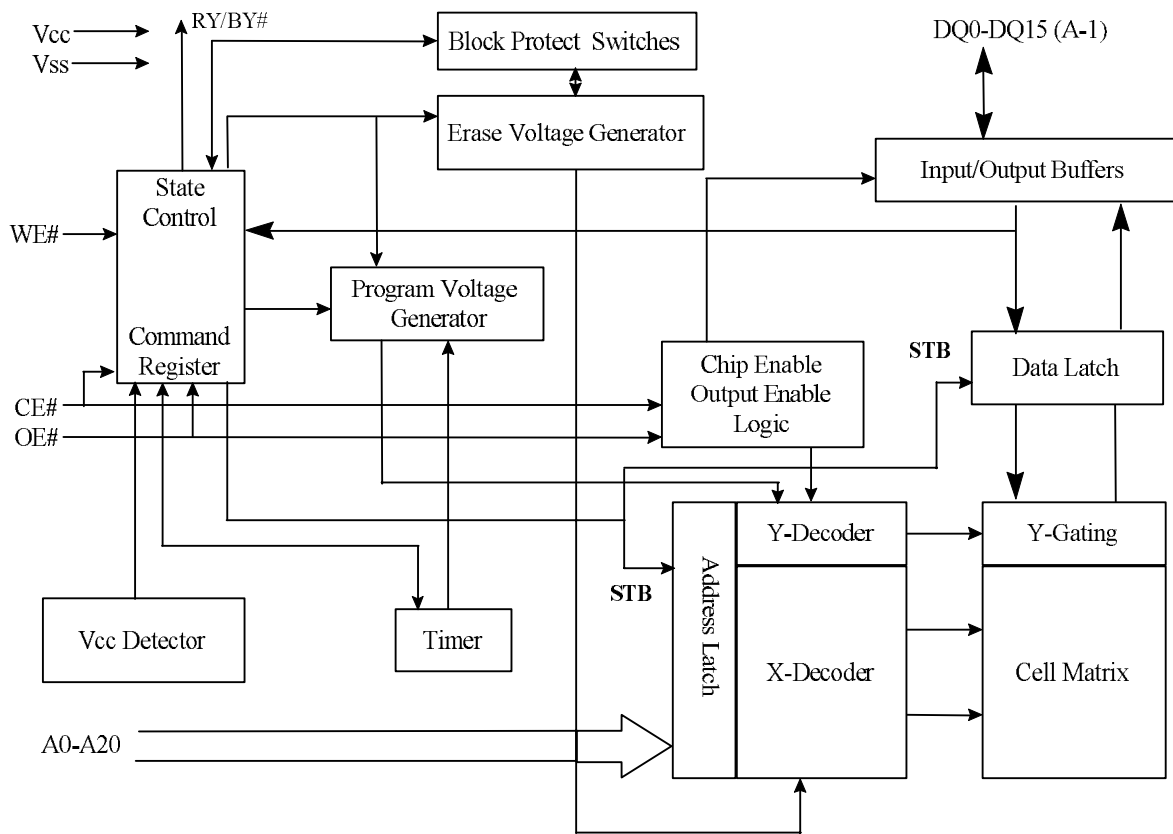 Vcc
Vss
RY/BY#
Block Protect Switches
DQ0-DQ15 (A-1)
Erase Voltage Generator
Input/Output Buffers
State
Control
WE#
Program Voltage
Generator
Command
Register
Chip Enable
Output Enable
Logic
STB
Data Latch
CE#
OE#
Address Latch
Y-Decoder
Y-Gating
STB
Vcc Detector
Timer
X-Decoder
Cell Matrix
A0-A20